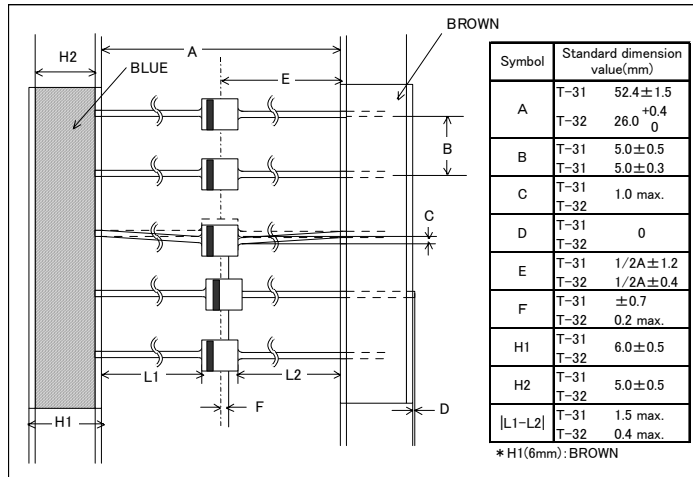 BROWN
A
H2
BLUE
E
B
C
L1
L2
F
D
H1
Symbol Standard dimension value(mm)
A T-31 52.4±1.5
T-32 26.0 +0.4 0
B T-31 5.0±0.5
T-31 5.0±0.3
C T-31 1.0 max.
T-32
D T-31 0
T-32
E T-31 1/2A±1.2
T-32 1/2A±0.4
F T-31 ±0.7
T-32 0.2 max.
H1 T-31 6.0±0.5
T-32
H2 T-31 5.0±0.5
T-32
|L1-L2| T-31 1.5 max.
T-32 0.4 max.
*H1(6mm):BROWN